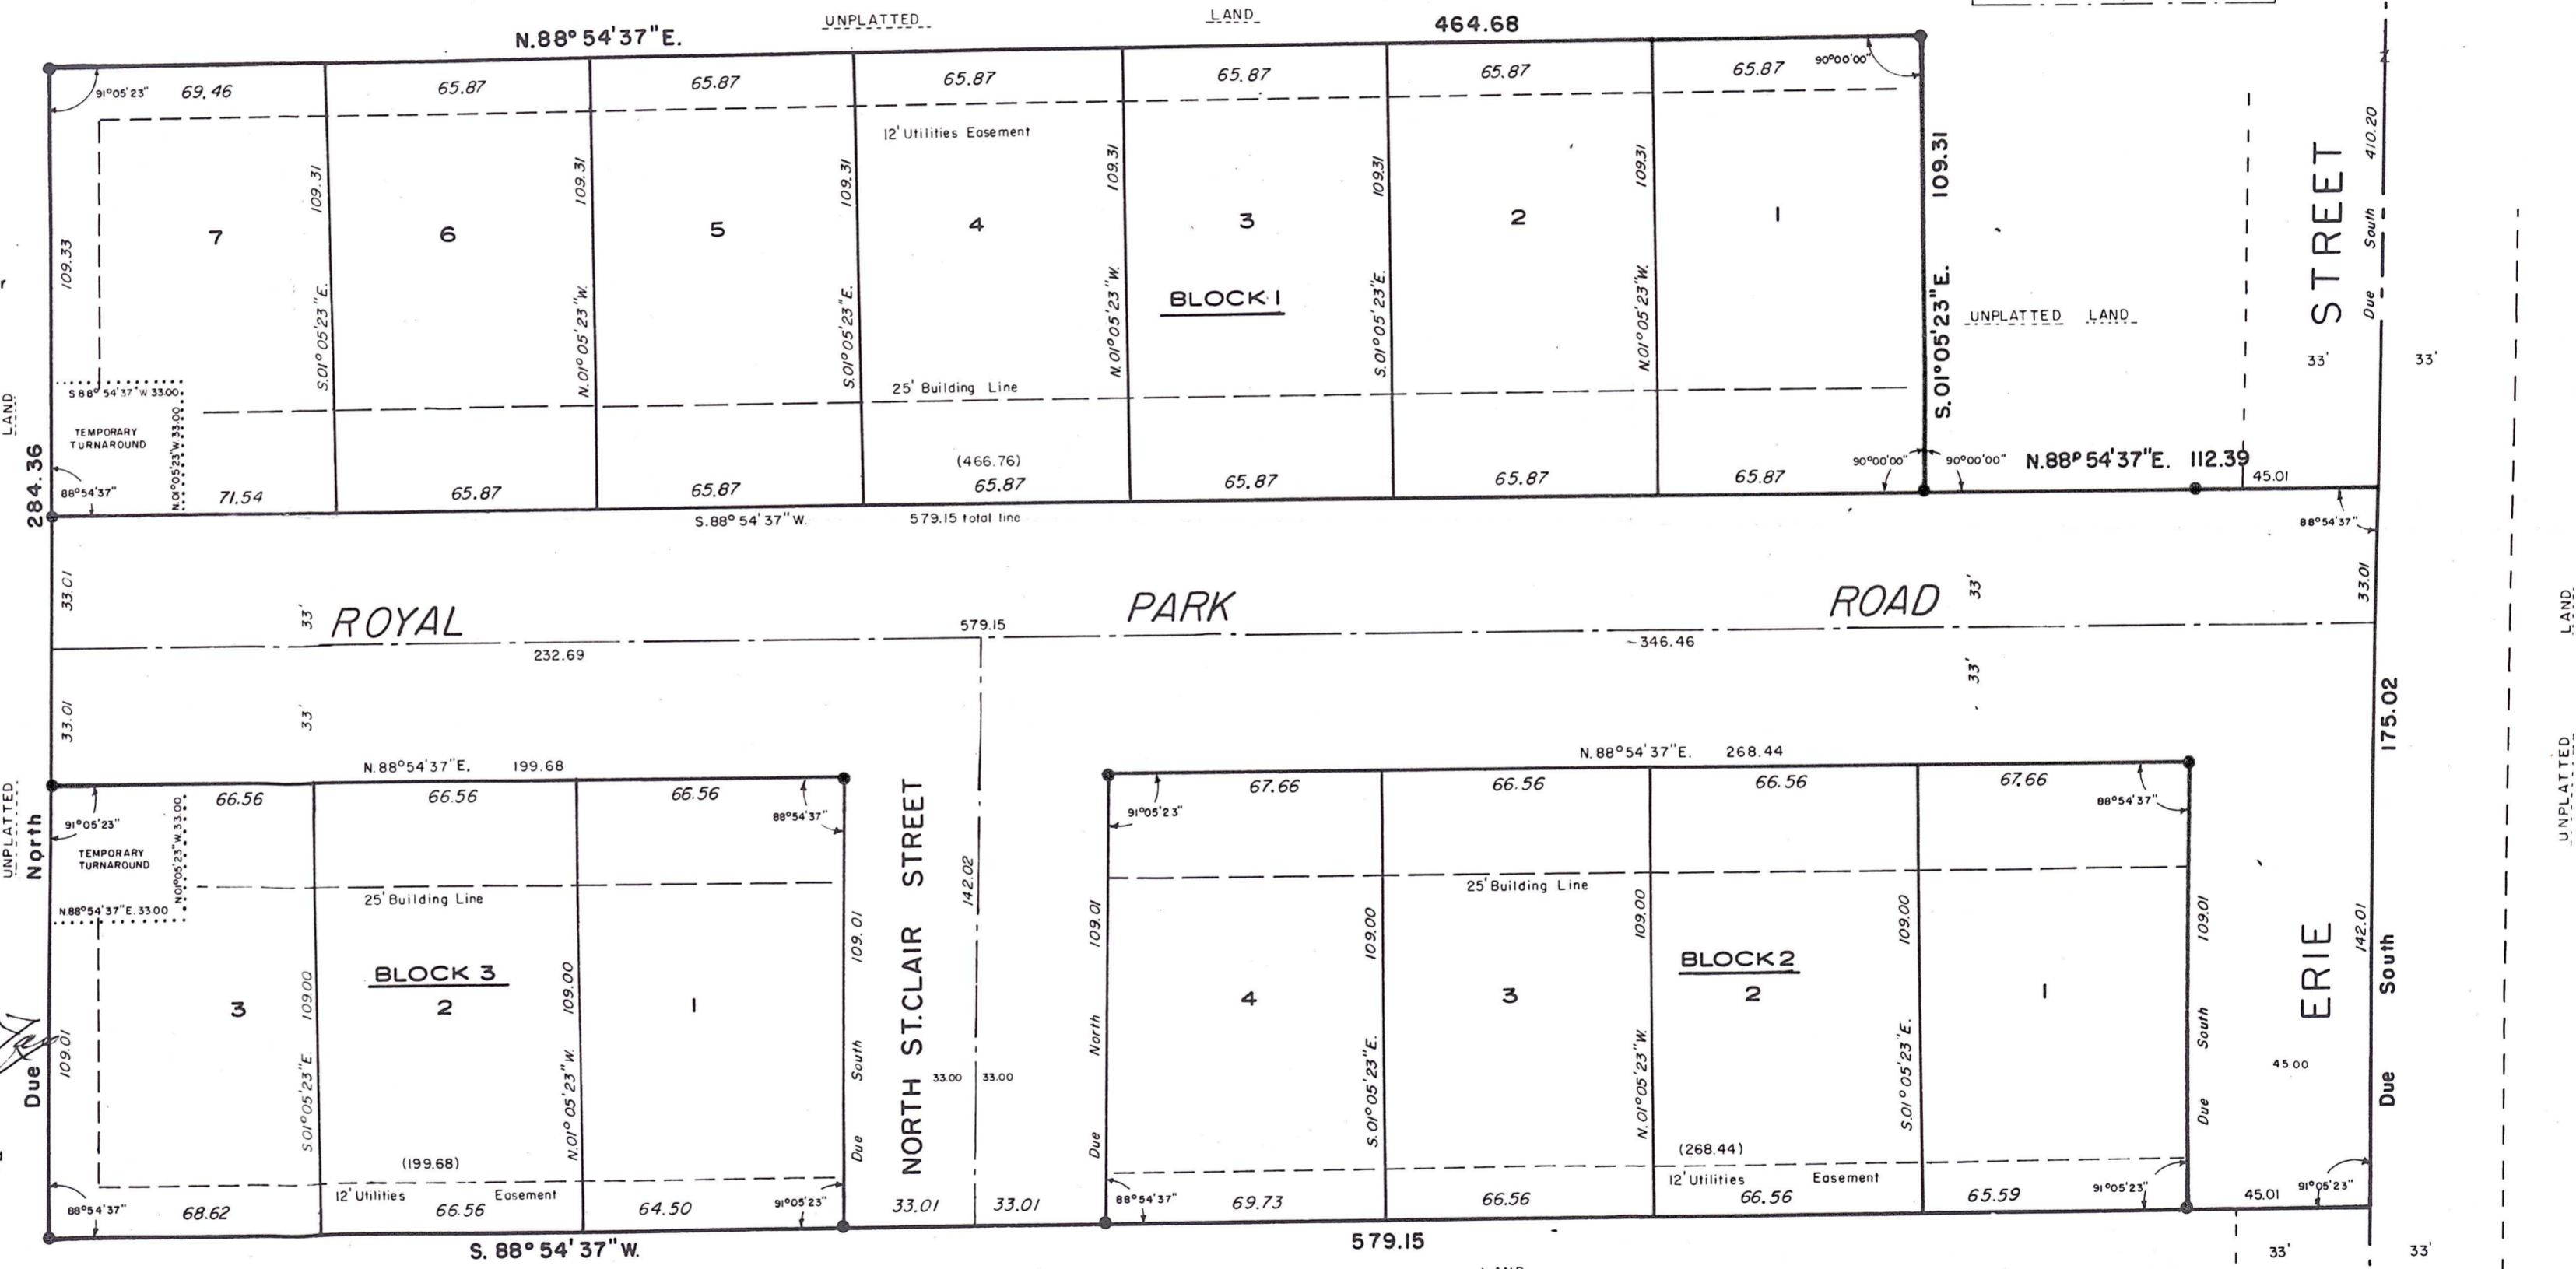 UNPLATTED LAND
N.88°54'37"E. 464.68
91°05'23" 69.46 65.87 65.87 65.87 65.87 65.87 65.87 90°00'00"
12' Utilities Easement
109.33 109.31 109.31 109.31 109.31 109.31 109.31 109.31
7 6 5 4 3 2 1
BLOCK 1
S.01°05'23"E. N.01°05'23"W. S.01°05'23"E. N.01°05'23"W. S.01°05'23"E. N.01°05'23"W. S.01°05'23"E.
UNPLATTED LAND
STREET
Due South 410.20
33' 33'
S 88°54'37"W 33.00
25' Building Line
TEMPORARY
TURNAROUND
N.01°05'23"W 33.00
LAND
284.36
(466.76)
88°54'37" 71.54 65.87 65.87 65.87 65.87 65.87 65.87 90°00'00" 90°00'00"
N.88°54'37"E. 112.39
45.01
S.88°54'37"W. 579.15 total line
88°54'37"
33.01 33' 33' 33.01
ROYAL PARK ROAD
579.15
232.69 346.46
33.01 33' 33'
175.02
LAND
UNPLATTED
N.88°54'37"E. 199.68
66.56 66.56 66.56
91°05'23" 88°54'37"
TEMPORARY
TURNAROUND
N.01°05'23"W 33.00
N.88°54'37"E. 33.00
25' Building Line
BLOCK 3
3 2 1
109.01 S.01°05'23"E. 109.00 N.01°05'23"W. 109.00 Due South 109.01
(199.68)
12' Utilities Easement
88°54'37" 68.62 66.56 64.50 91°05'23"
UNPLATTED
Due North
S. 88°54'37"W.
NORTH ST.CLAIR STREET
142.02
33.00 33.00
33.01 33.01
N.88°54'37"E. 268.44
67.66 66.56 66.56 67.66
91°05'23" 88°54'37"
25' Building Line
BLOCK 2
4 3 2 1
Due North 109.01 S.01°05'23"E. 109.00 N.01°05'23"W. 109.00 S.01°05'23"E. 109.00 Due South 109.01
(268.44)
12' Utilities Easement
88°54'37" 69.73 66.56 66.56 65.59 91°05'23"
579.15
ERIE
142.01
45.00
Due South
45.01 91°05'23"
33' 33'